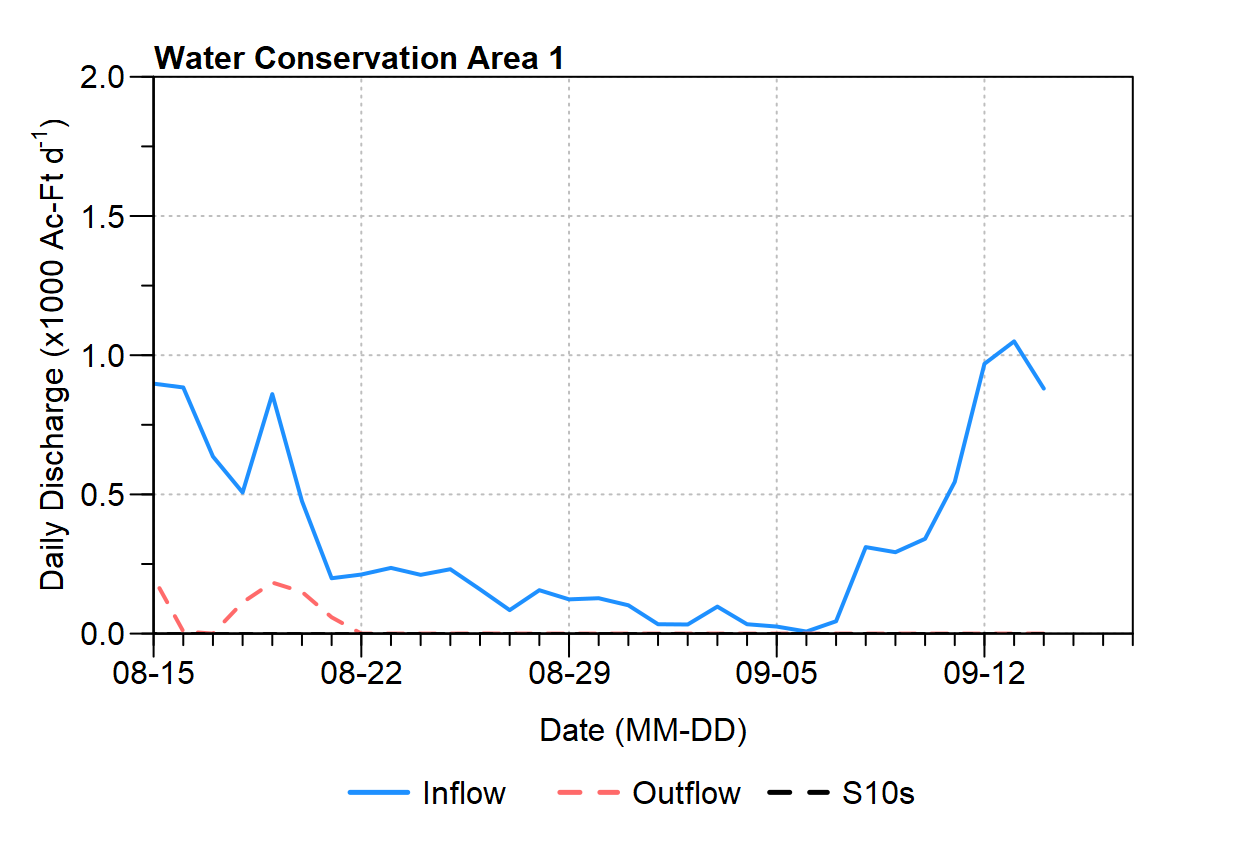 Water Conservation Area 1
Daily Discharge (x1000 Ac-Ft d⁻¹)
2.0
1.5
1.0
0.5
0.0
08-15 08-22 08-29 09-05 09-12
Date (MM-DD)
Inflow Outflow S10s